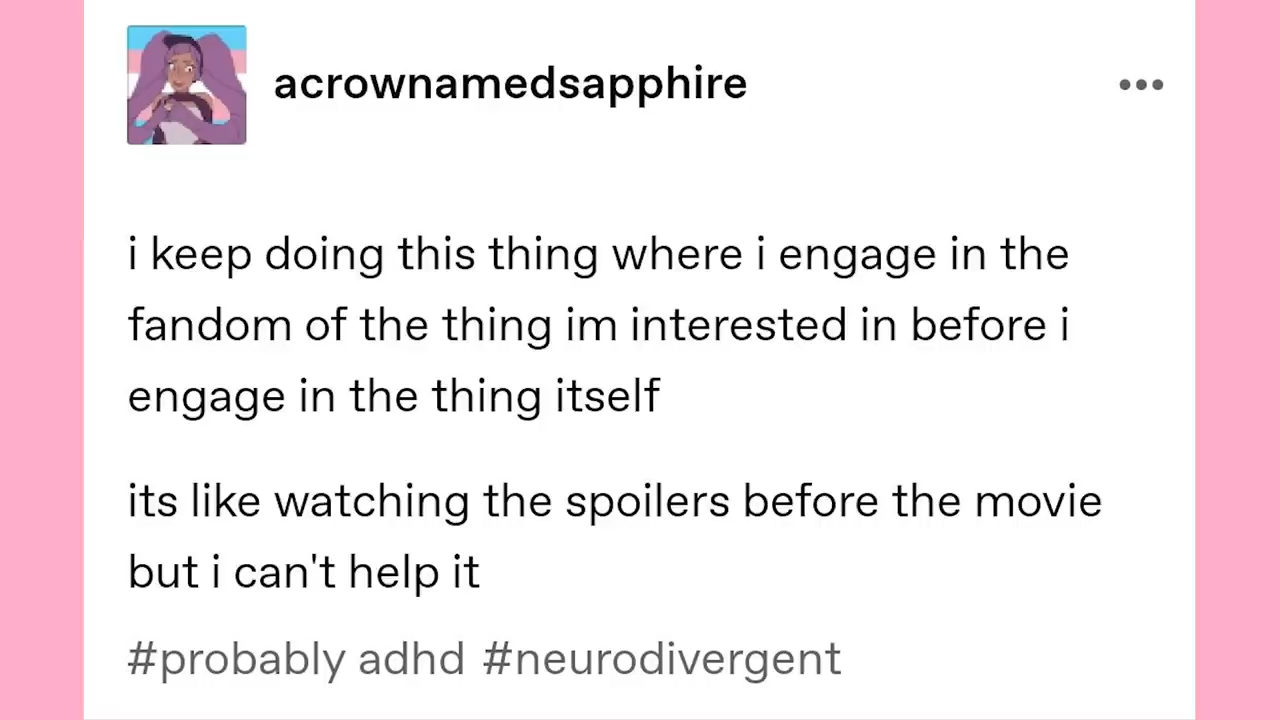 acrownamedsapphire
i keep doing this thing where i engage in the
fandom of the thing im interested in before i
engage in the thing itself
its like watching the spoilers before the movie
but i can't help it
#probably adhd #neurodivergent